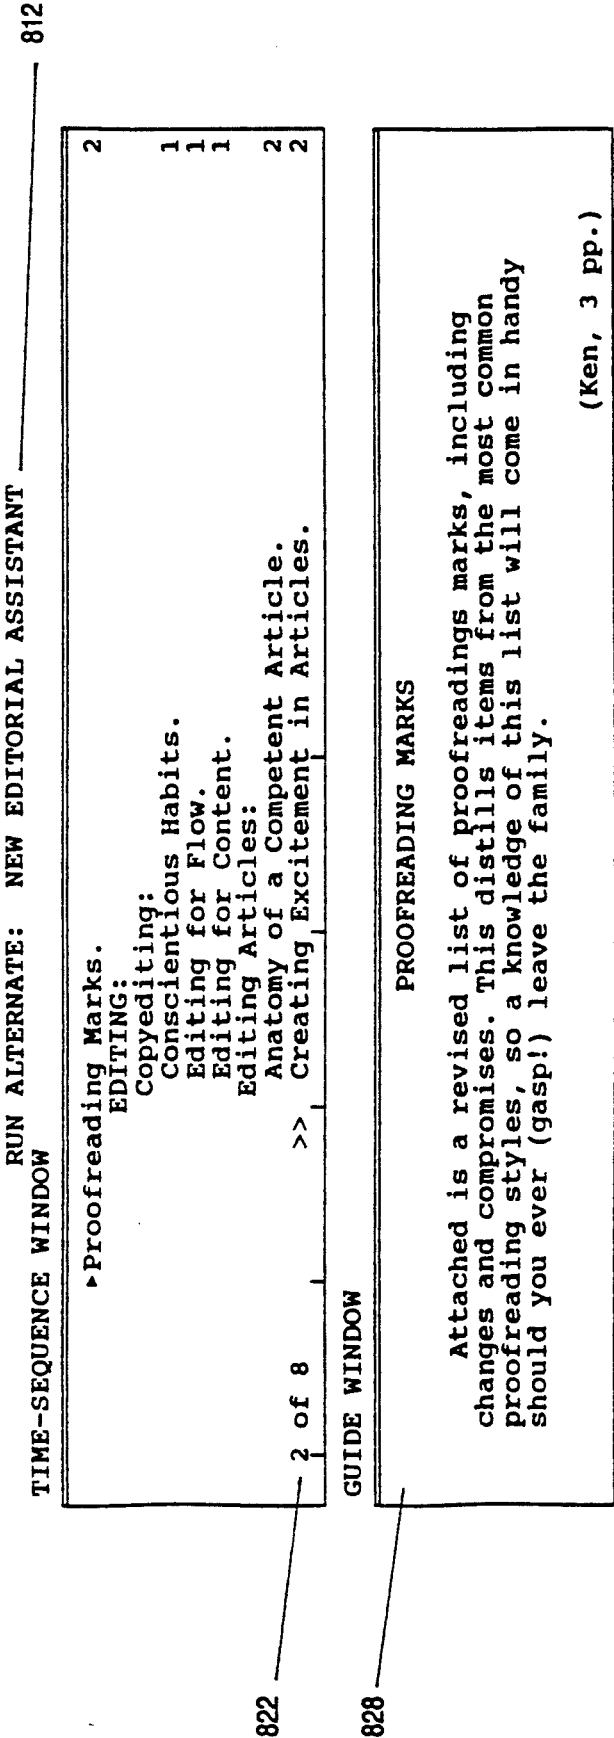 RUN ALTERNATE: NEW EDITORIAL ASSISTANT 812
TIME-SEQUENCE WINDOW
▸Proofreading Marks. 2
EDITING:
Copyediting:
Conscientious Habits. 1
Editing for Flow. 1
Editing for Content. 1
Editing Articles:
Anatomy of a Competent Article. 2
822 2 of 8 >> Creating Excitement in Articles. 2
GUIDE WINDOW
828
PROOFREADING MARKS
Attached is a revised list of proofreadings marks, including
changes and compromises. This distills items from the most common
proofreading styles, so a knowledge of this list will come in handy
should you ever (gasp!) leave the family.
(Ken, 3 pp.)